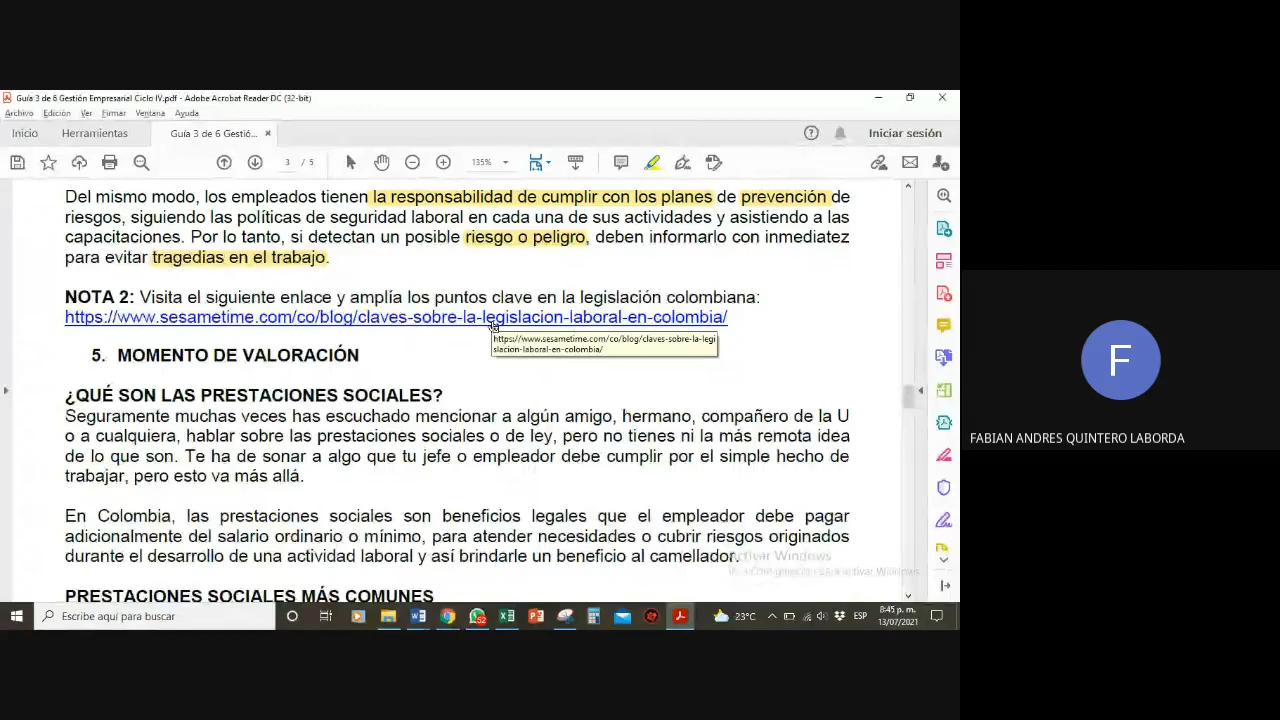 Guía 3 de 6 Gestión Empresarial Ciclo IV.pdf - Adobe Acrobat Reader DC (32-bit)
Archivo Edición Ver Firmar Ventana Ayuda
Inicio Herramientas Guía 3 de 6 Gestió... × Iniciar sesión
3 / 5 135%
Del mismo modo, los empleados tienen la responsabilidad de cumplir con los planes de prevención de
riesgos, siguiendo las políticas de seguridad laboral en cada una de sus actividades y asistiendo a las
capacitaciones. Por lo tanto, si detectan un posible riesgo o peligro, deben informarlo con inmediatez
para evitar tragedias en el trabajo.
NOTA 2: Visita el siguiente enlace y amplía los puntos clave en la legislación colombiana:
https://www.sesametime.com/co/blog/claves-sobre-la-legislacion-laboral-en-colombia/
https://www.sesametime.com/co/blog/claves-sobre-la-legi
slacion-laboral-en-colombia/
5. MOMENTO DE VALORACIÓN
¿QUÉ SON LAS PRESTACIONES SOCIALES?
Seguramente muchas veces has escuchado mencionar a algún amigo, hermano, compañero de la U
o a cualquiera, hablar sobre las prestaciones sociales o de ley, pero no tienes ni la más remota idea
de lo que son. Te ha de sonar a algo que tu jefe o empleador debe cumplir por el simple hecho de
trabajar, pero esto va más allá.
En Colombia, las prestaciones sociales son beneficios legales que el empleador debe pagar
adicionalmente del salario ordinario o mínimo, para atender necesidades o cubrir riesgos originados
durante el desarrollo de una actividad laboral y así brindarle un beneficio al camellador.
Activar Windows
PRESTACIONES SOCIALES MÁS COMUNES
Escribe aquí para buscar
52
23°C
ESP
8:45 p. m.
13/07/2021
F
FABIAN ANDRES QUINTERO LABORDA